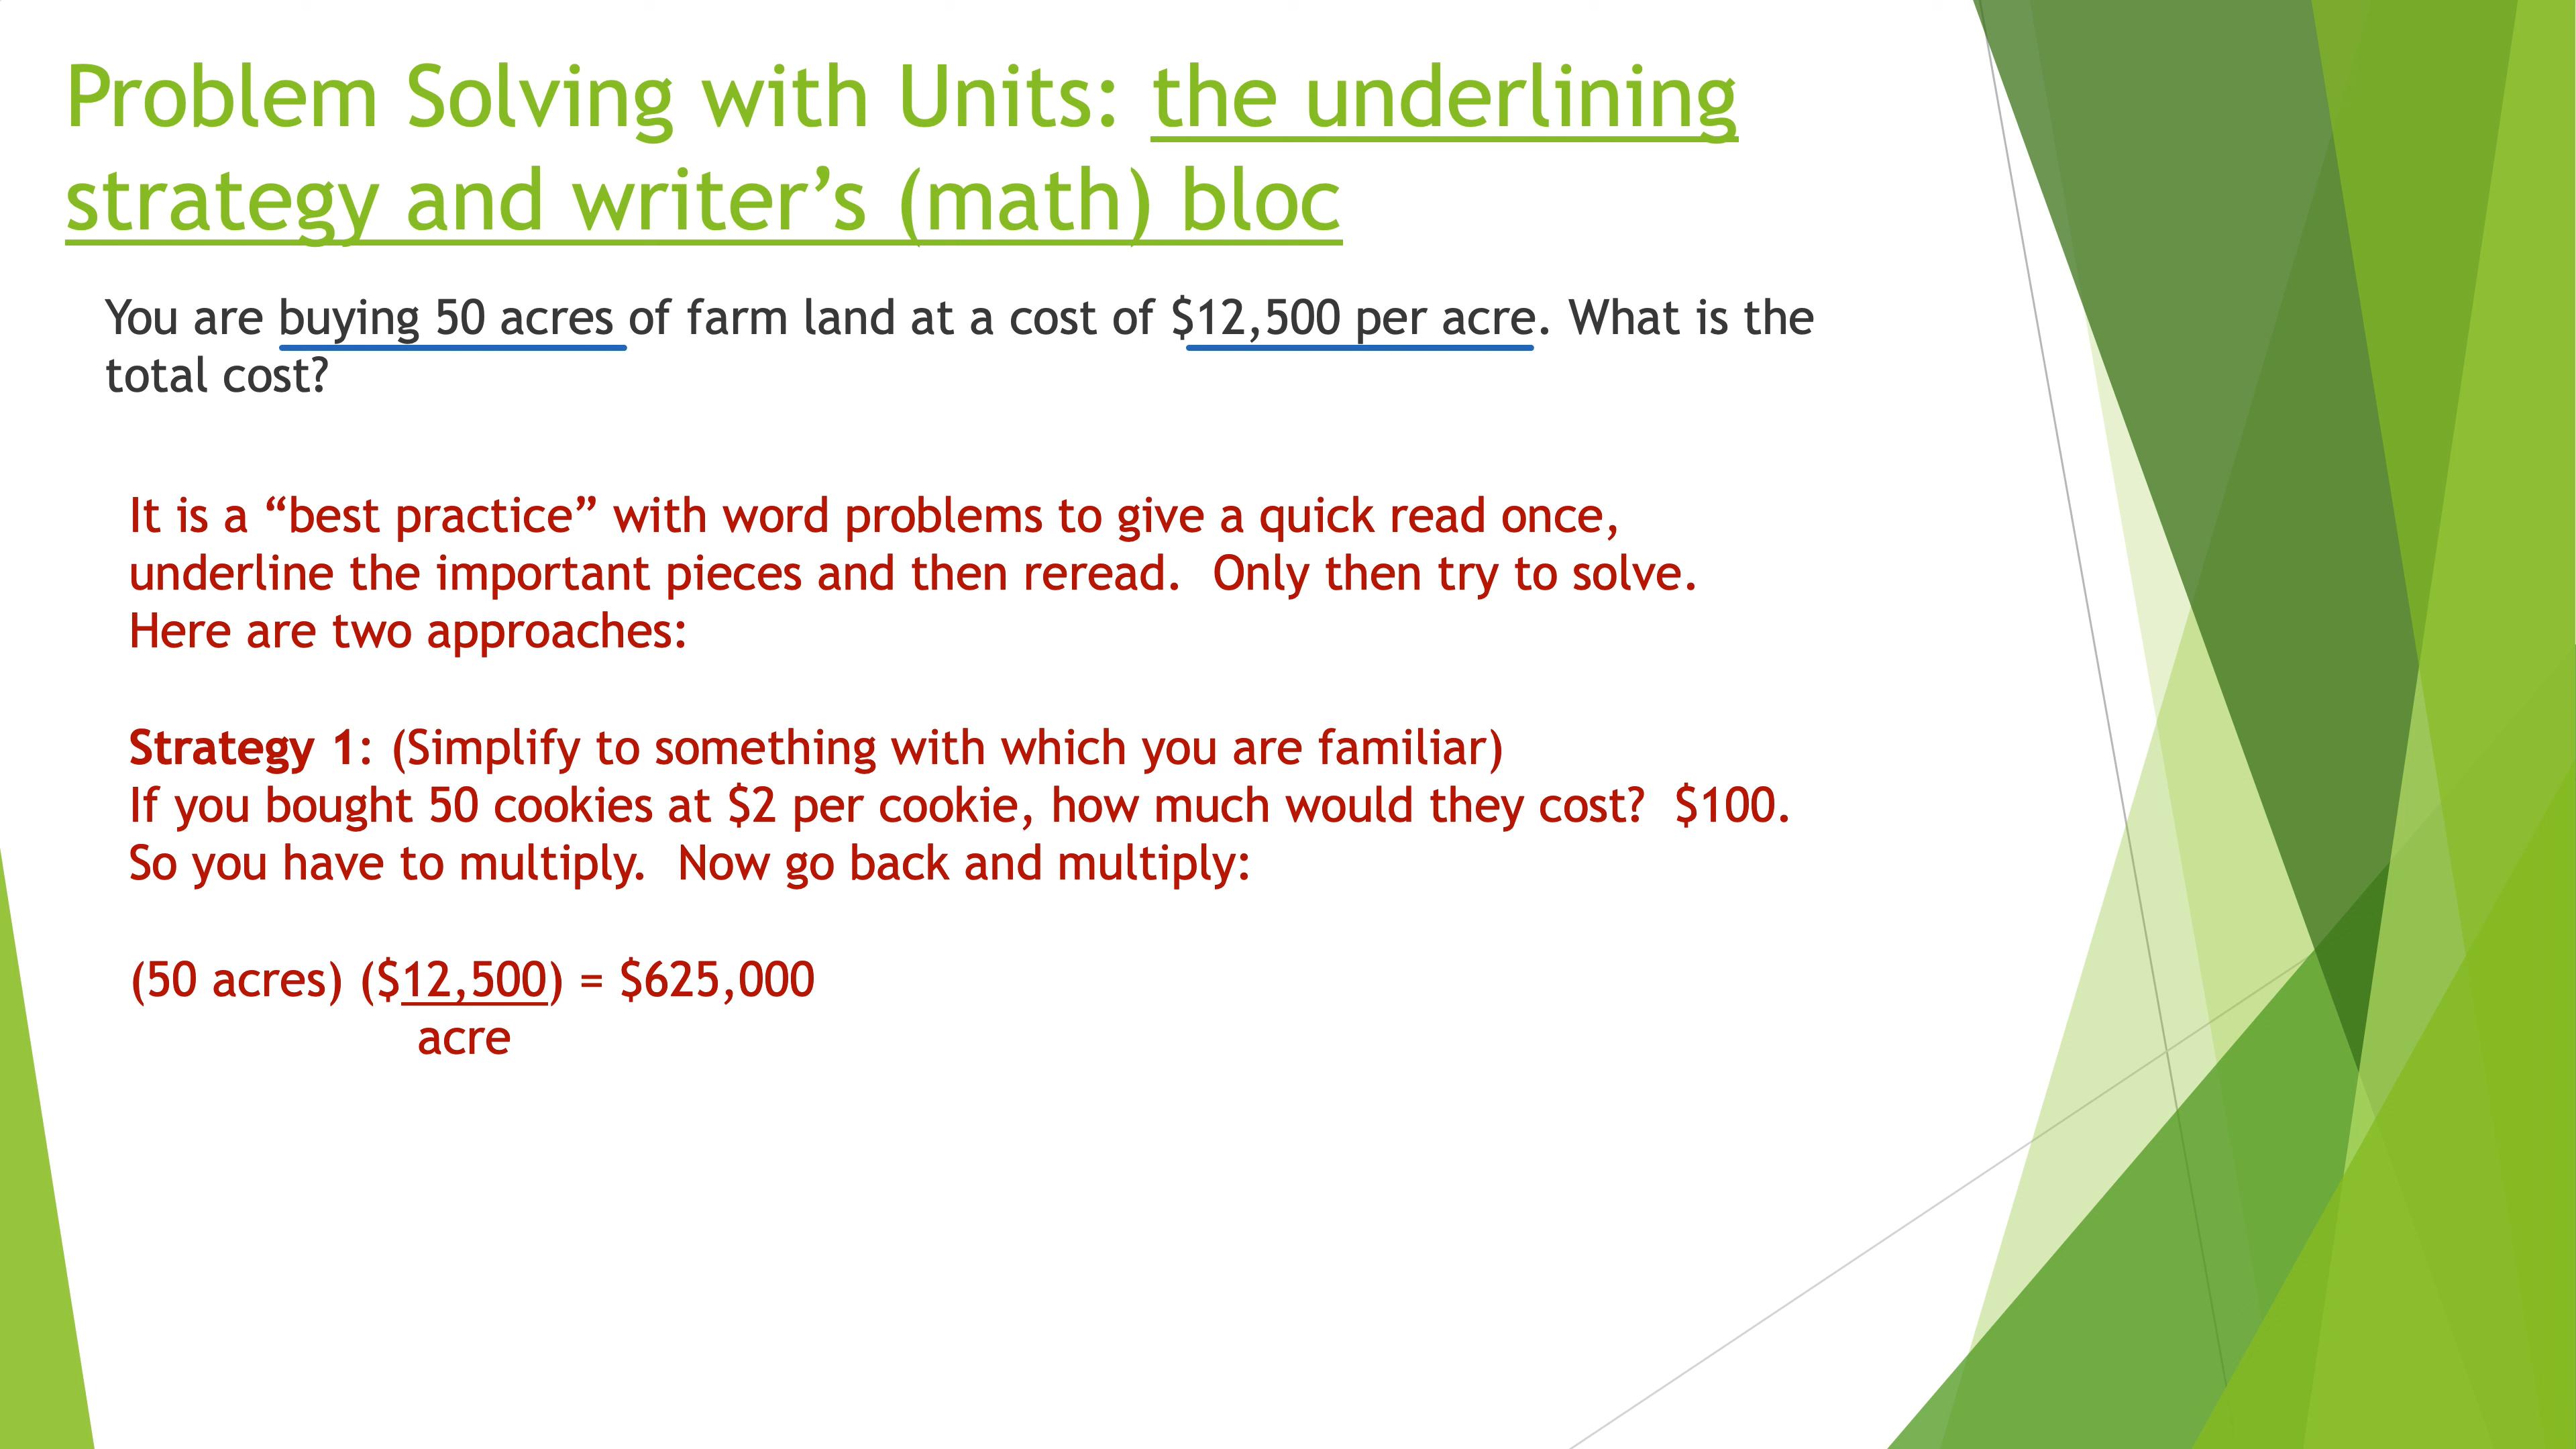 Problem Solving with Units: the underlining
strategy and writer’s (math) bloc
You are buying 50 acres of farm land at a cost of $12,500 per acre. What is the
total cost?
It is a “best practice” with word problems to give a quick read once,
underline the important pieces and then reread.  Only then try to solve.
Here are two approaches:
Strategy 1: (Simplify to something with which you are familiar)
If you bought 50 cookies at $2 per cookie, how much would they cost?  $100.
So you have to multiply.  Now go back and multiply:
(50 acres) ($12,500) = $625,000
acre